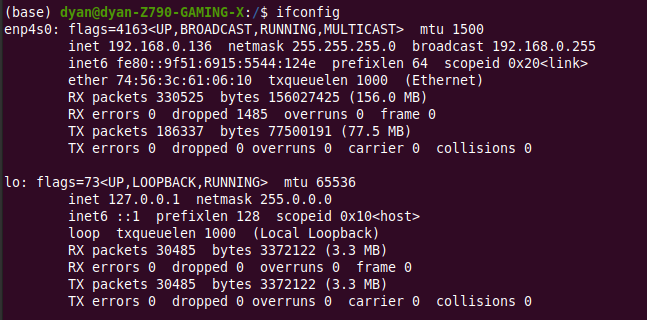 (base) dyan@dyan-Z790-GAMING-X:/$ ifconfig
enp4s0: flags=4163<UP,BROADCAST,RUNNING,MULTICAST>  mtu 1500
        inet 192.168.0.136  netmask 255.255.255.0  broadcast 192.168.0.255
        inet6 fe80::9f51:6915:5544:124e  prefixlen 64  scopeid 0x20<link>
        ether 74:56:3c:61:06:10  txqueuelen 1000  (Ethernet)
        RX packets 330525  bytes 156027425 (156.0 MB)
        RX errors 0  dropped 1485  overruns 0  frame 0
        TX packets 186337  bytes 77500191 (77.5 MB)
        TX errors 0  dropped 0 overruns 0  carrier 0  collisions 0

lo: flags=73<UP,LOOPBACK,RUNNING>  mtu 65536
        inet 127.0.0.1  netmask 255.0.0.0
        inet6 ::1  prefixlen 128  scopeid 0x10<host>
        loop  txqueuelen 1000  (Local Loopback)
        RX packets 30485  bytes 3372122 (3.3 MB)
        RX errors 0  dropped 0  overruns 0  frame 0
        TX packets 30485  bytes 3372122 (3.3 MB)
        TX errors 0  dropped 0 overruns 0  carrier 0  collisions 0